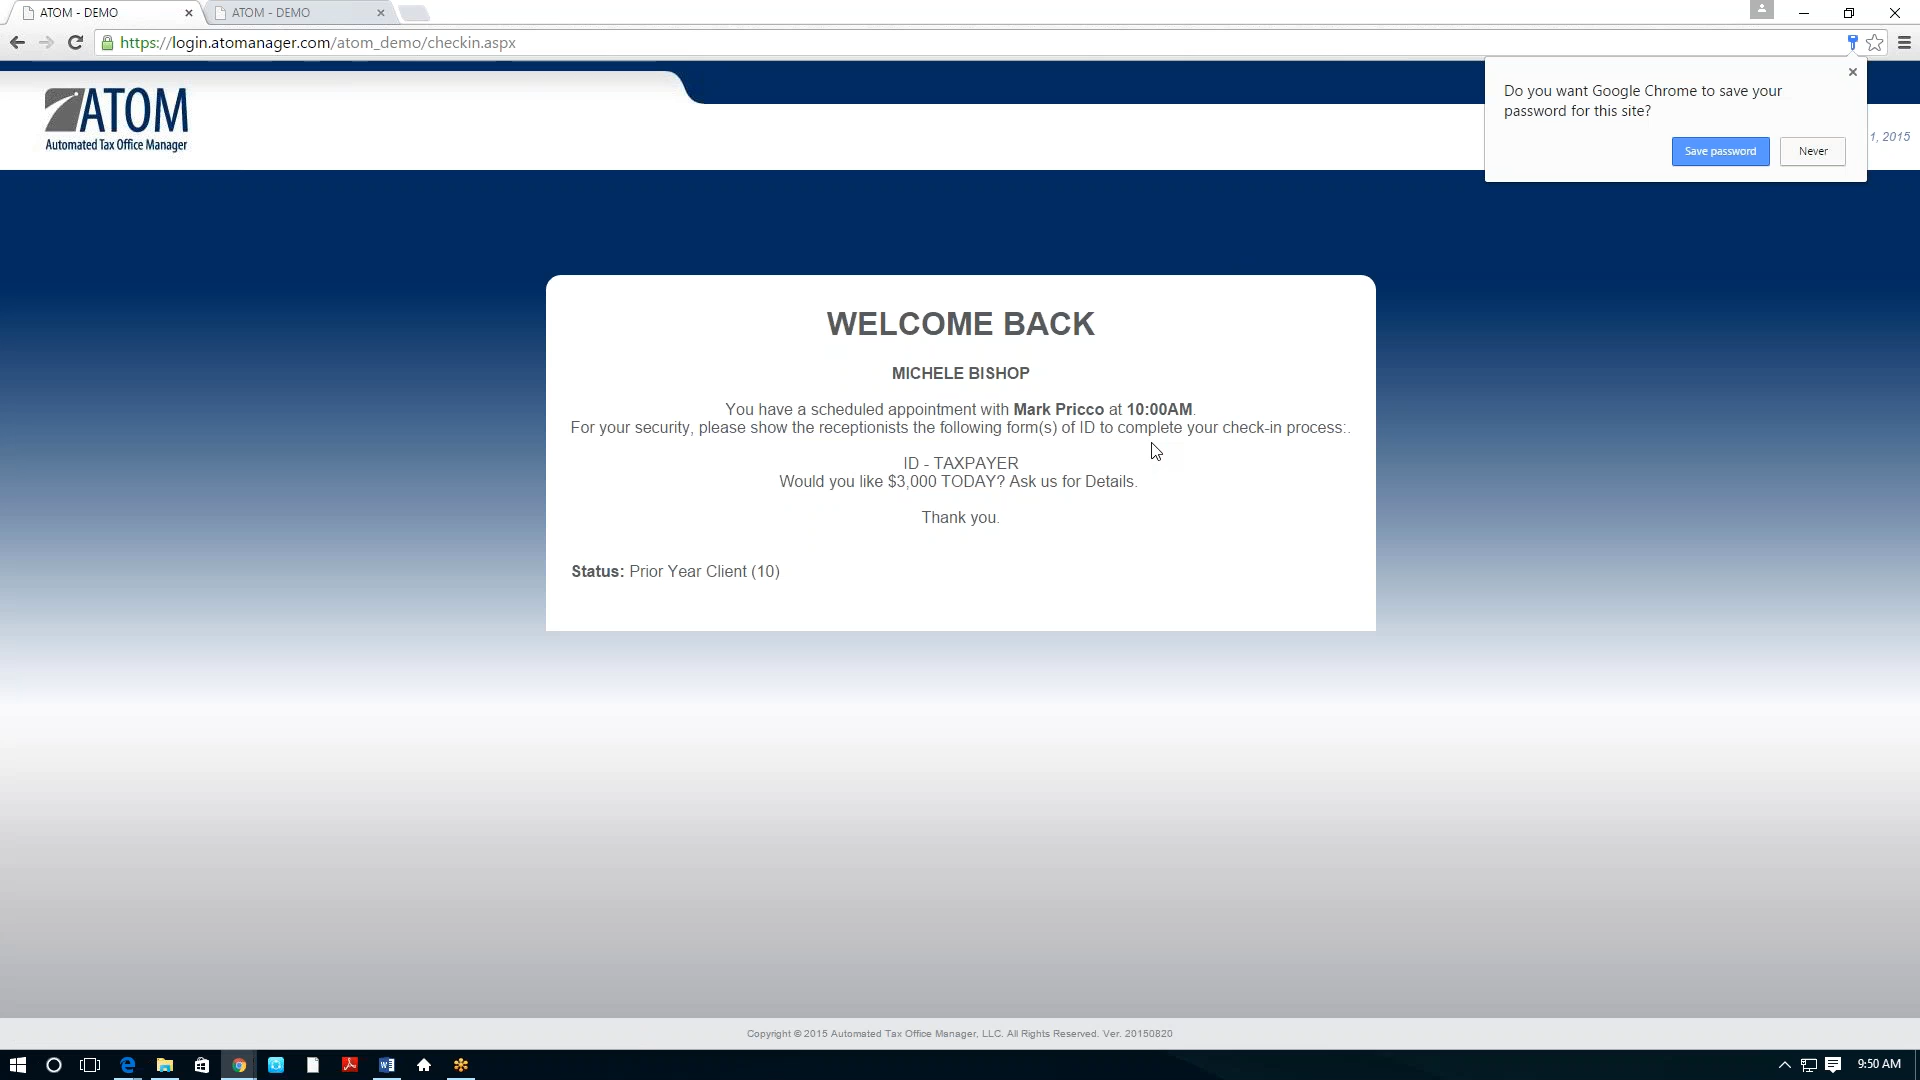 ATOM - DEMO
ATOM - DEMO
https://login.atomanager.com/atom_demo/checkin.aspx
Do you want Google Chrome to save your
password for this site?
Save password
Never
ATOM
Automated Tax Office Manager
1, 2015
WELCOME BACK
MICHELE BISHOP
You have a scheduled appointment with Mark Pricco at 10:00AM.
For your security, please show the receptionists the following form(s) of ID to complete your check-in process:.
ID - TAXPAYER
Would you like $3,000 TODAY? Ask us for Details.
Thank you.
Status: Prior Year Client (10)
Copyright © 2015 Automated Tax Office Manager, LLC. All Rights Reserved. Ver. 20150820
9:50 AM